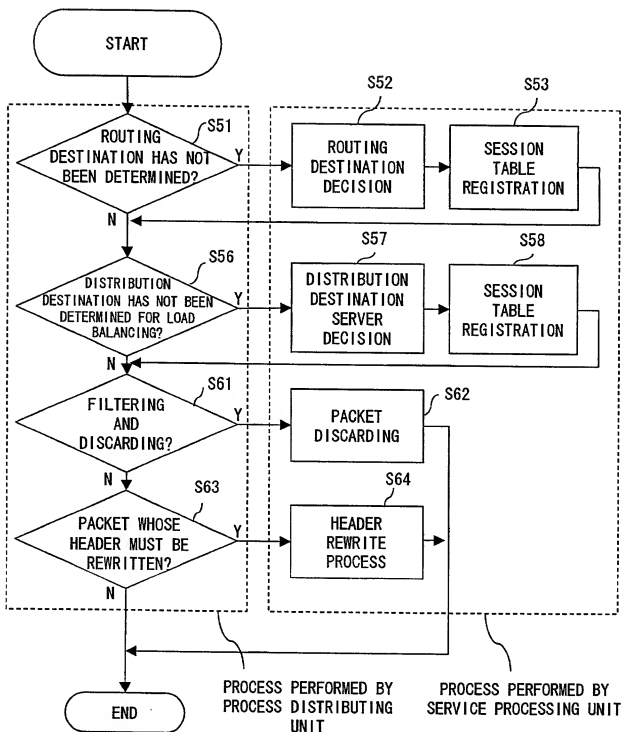 START
S51
ROUTING
DESTINATION HAS NOT
BEEN DETERMINED?
Y
N
S52
ROUTING
DESTINATION
DECISION
S53
SESSION
TABLE
REGISTRATION
S56
DISTRIBUTION
DESTINATION HAS NOT BEEN
DETERMINED FOR LOAD
BALANCING?
Y
N
S57
DISTRIBUTION
DESTINATION
SERVER
DECISION
S58
SESSION
TABLE
REGISTRATION
S61
FILTERING
AND
DISCARDING?
Y
N
S62
PACKET
DISCARDING
S63
PACKET WHOSE
HEADER MUST BE
REWRITTEN?
Y
N
S64
HEADER
REWRITE
PROCESS
END
PROCESS PERFORMED BY
PROCESS DISTRIBUTING
UNIT
PROCESS PERFORMED BY
SERVICE PROCESSING UNIT